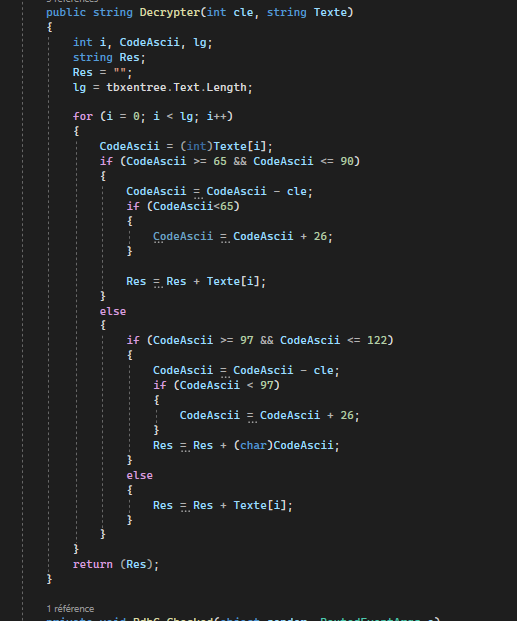 public string Decrypter(int cle, string Texte)
{
int i, CodeAscii, lg;
string Res;
Res = "";
lg = tbxentree.Text.Length;
for (i = 0; i < lg; i++)
{
CodeAscii = (int)Texte[i];
if (CodeAscii >= 65 && CodeAscii <= 90)
{
CodeAscii = CodeAscii - cle;
if (CodeAscii<65)
{
CodeAscii = CodeAscii + 26;
}
Res = Res + Texte[i];
}
else
{
if (CodeAscii >= 97 && CodeAscii <= 122)
{
CodeAscii = CodeAscii - cle;
if (CodeAscii < 97)
{
CodeAscii = CodeAscii + 26;
}
Res = Res + (char)CodeAscii;
}
else
{
Res = Res + Texte[i];
}
}
}
return (Res);
}
1 référence